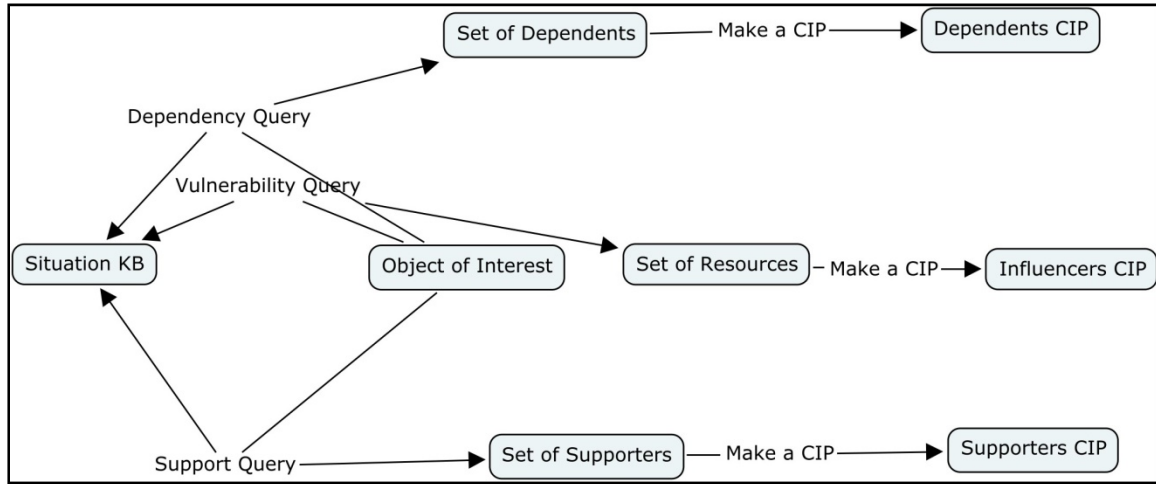 Set of Dependents
Make a CIP
Dependents CIP
Dependency Query
Vulnerability Query
Situation KB
Object of Interest
Set of Resources
Make a CIP
Influencers CIP
Support Query
Set of Supporters
Make a CIP
Supporters CIP